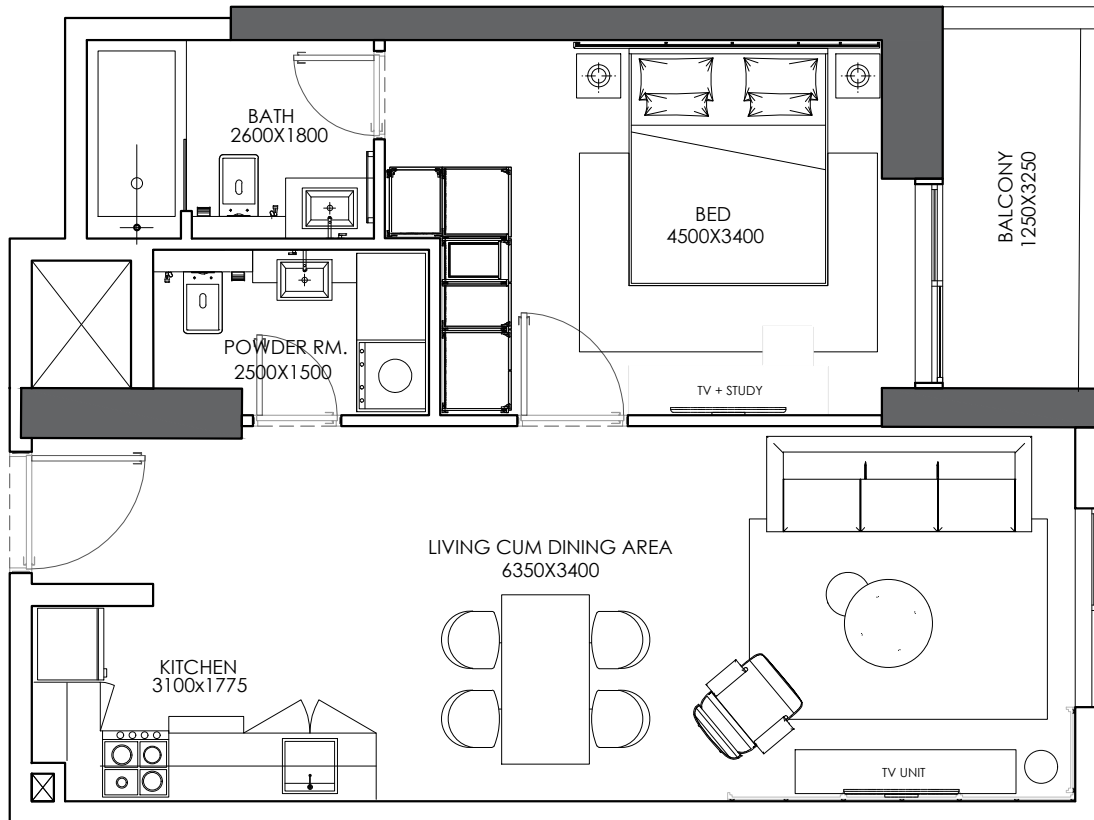 BATH
2600X1800
BED
4500X3400
BALCONY
1250X3250
POWDER RM.
2500X1500
TV + STUDY
LIVING CUM DINING AREA
6350X3400
KITCHEN
3100x1775
TV UNIT